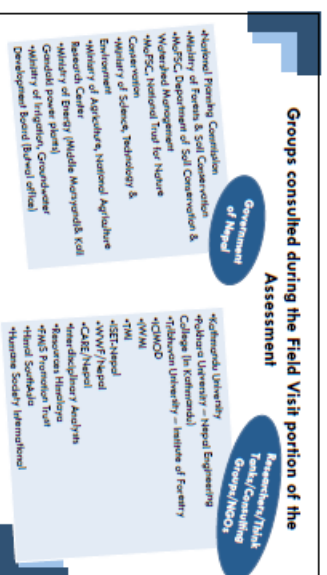 Groups consulted during the Field Visit portion of the
Assessment
Government
of Nepal
•National Planning Commission
•Ministry of Forests & Soil Conservation
•MoFSC, Department of Soil Conservation &
Watershed Management
•MoFSC, National Trust for Nature
Conservation
•Ministry of Science, Technology &
Environment
•Ministry of Agriculture, National Agriculture
Research Center
•Ministry of Energy (Middle Marsyandi& Kali
Gandaki power plants)
•Ministry of Irrigation, Groundwater
Development Board (Butwal office)
Researchers/Think
Tanks/Consulting
Groups/NGOs
•Kathmandu University
•Pokhara University – Nepal Engineering
College (in Kathmandu)
•Tribhuvan University – Institute of Forestry
•ICIMOD
•IWMI
•TMI
•ISET-Nepal
•WWF/Nepal
•CARE/Nepal
•Interdisciplinary Analysts
•Resources Himalaya
•FMIS Promotion Trust
•Himal Southasia
•Humane Society International